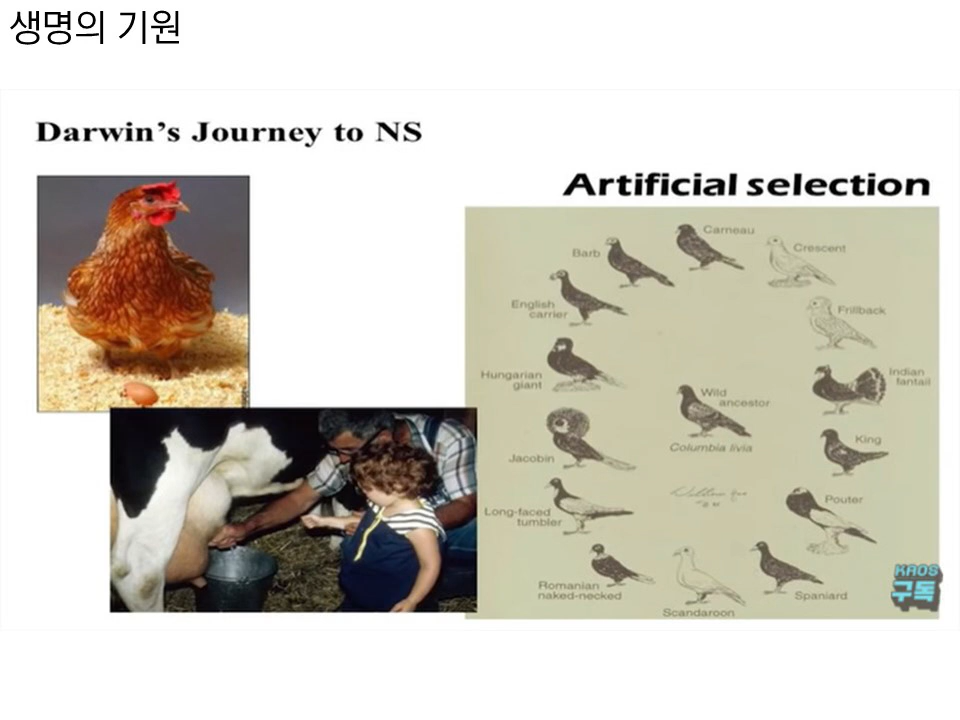 생명의 기원
Darwin's Journey to NS
Artificial selection
Carneau
Barb
Crescent
English
carrier
Frillback
Hungarian
giant
Indian
fantail
Wild
ancestor
Columbia livia
King
Jacobin
Pouter
Long-faced
tumbler
Romanian
naked-necked
Spaniard
Scandaroon
KAOS
구독